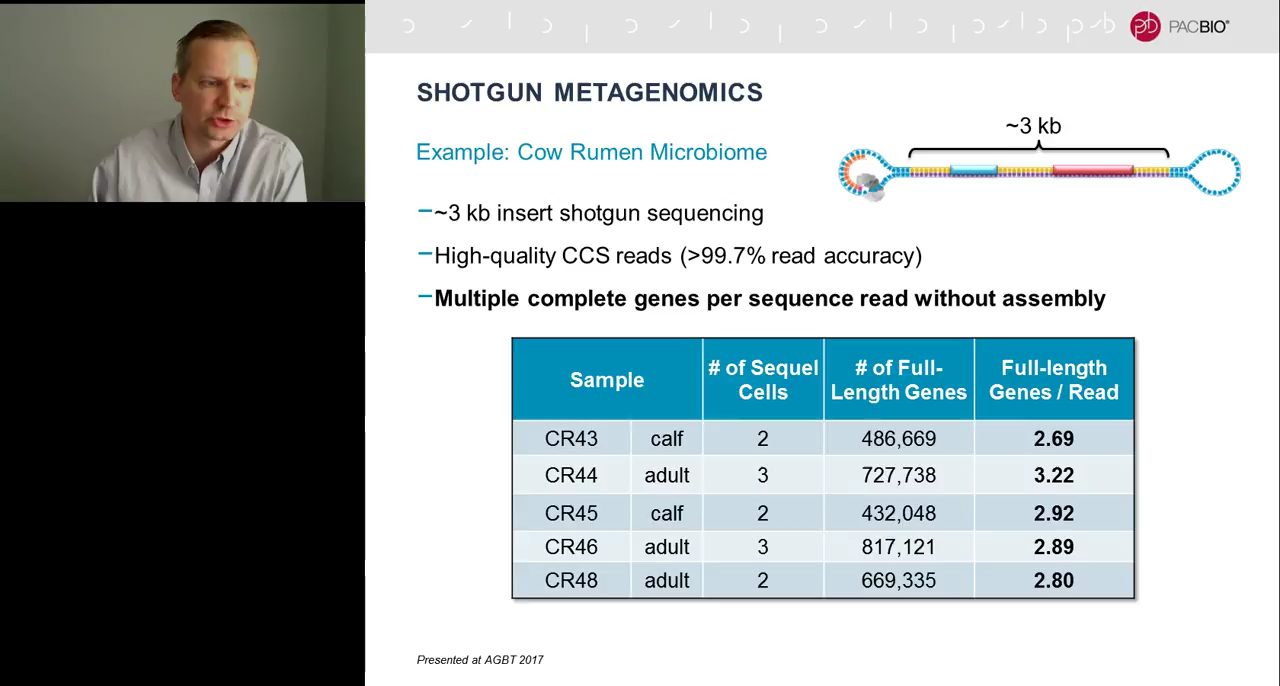 PACBIO®
SHOTGUN METAGENOMICS
~3 kb
Example: Cow Rumen Microbiome
–~3 kb insert shotgun sequencing
–High-quality CCS reads (>99.7% read accuracy)
–Multiple complete genes per sequence read without assembly
Sample # of Sequel Cells # of Full-Length Genes Full-length Genes / Read
CR43 calf 2 486,669 2.69
CR44 adult 3 727,738 3.22
CR45 calf 2 432,048 2.92
CR46 adult 3 817,121 2.89
CR48 adult 2 669,335 2.80
Presented at AGBT 2017